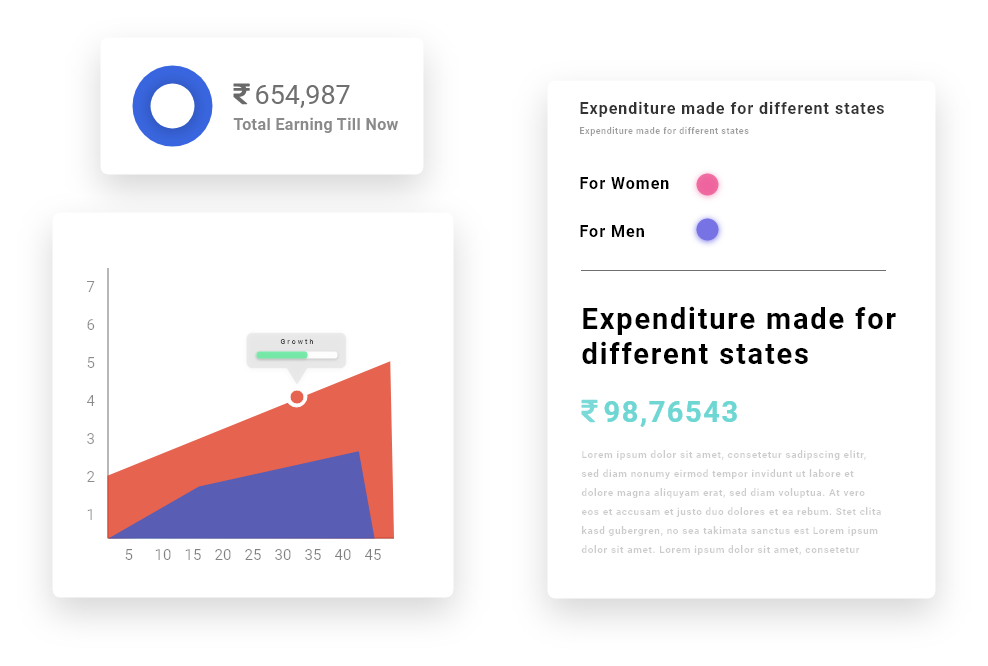 ₹ 654,987
Total Earning Till Now
7
6
5
4
3
2
1
Growth
5 10 15 20 25 30 35 40 45
Expenditure made for different states
Expenditure made for different states
For Women
For Men
Expenditure made for
different states
₹ 98,76543
Lorem ipsum dolor sit amet, consetetur sadipscing elitr,
sed diam nonumy eirmod tempor invidunt ut labore et
dolore magna aliquyam erat, sed diam voluptua. At vero
eos et accusam et justo duo dolores et ea rebum. Stet clita
kasd gubergren, no sea takimata sanctus est Lorem ipsum
dolor sit amet. Lorem ipsum dolor sit amet, consetetur